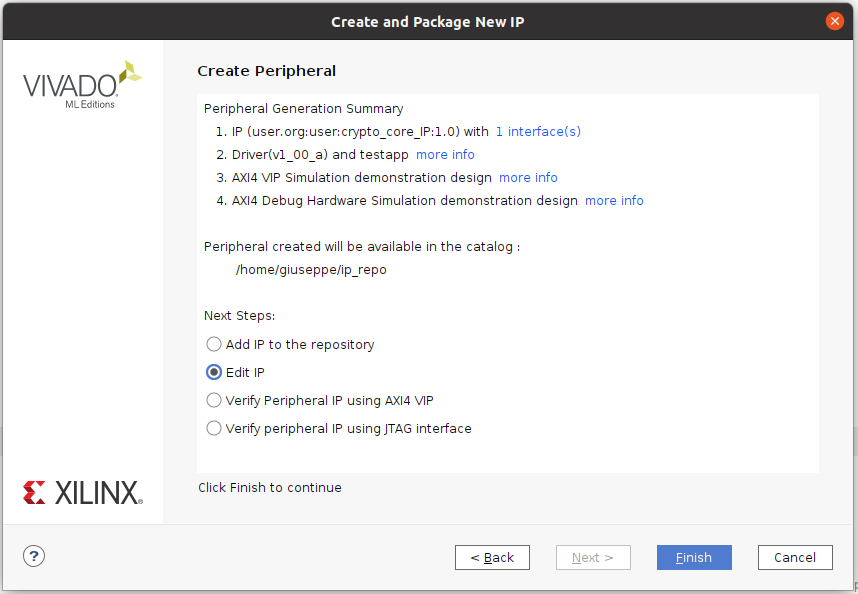 Create and Package New IP
VIVADO
ML Editions
Create Peripheral
Peripheral Generation Summary
1. IP (user.org:user:crypto_core_IP:1.0) with 1 interface(s)
2. Driver(v1_00_a) and testapp more info
3. AXI4 VIP Simulation demonstration design more info
4. AXI4 Debug Hardware Simulation demonstration design more info
Peripheral created will be available in the catalog :
/home/giuseppe/ip_repo
Next Steps:
Add IP to the repository
Edit IP
Verify Peripheral IP using AXI4 VIP
Verify peripheral IP using JTAG interface
XILINX
Click Finish to continue
?
< Back
Next >
Finish
Cancel